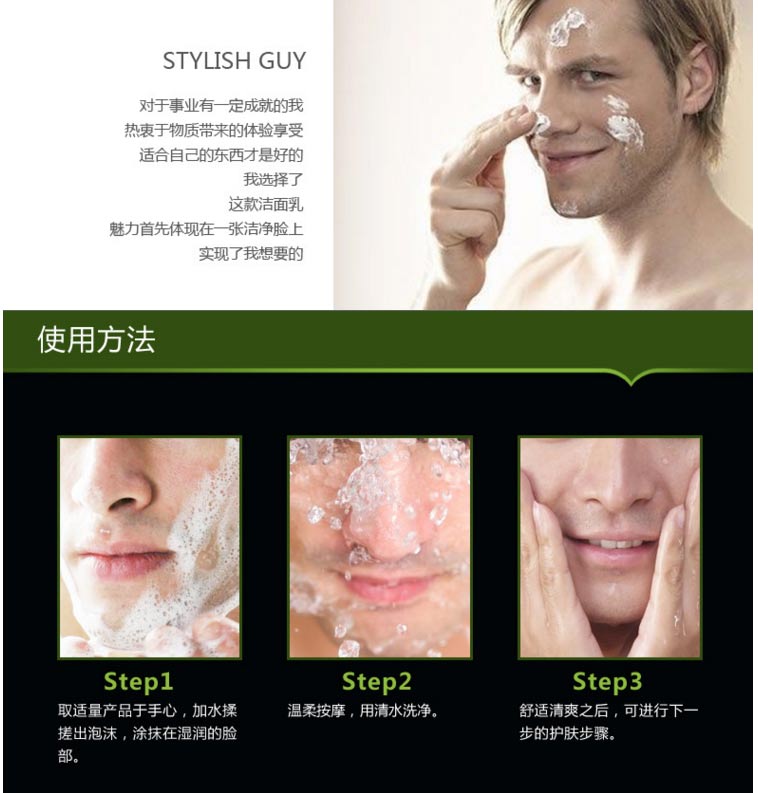 STYLISH GUY
对于事业有一定成就的我
热衷于物质带来的体验享受
适合自己的东西才是好的
我选择了
这款洁面乳
魅力首先体现在一张洁净脸上
实现了我想要的
使用方法
Step1
取适量产品于手心，加水揉
搓出泡沫，涂抹在湿润的脸
部。
Step2
温柔按摩，用清水洗净。
Step3
舒适清爽之后，可进行下一
步的护肤步骤。